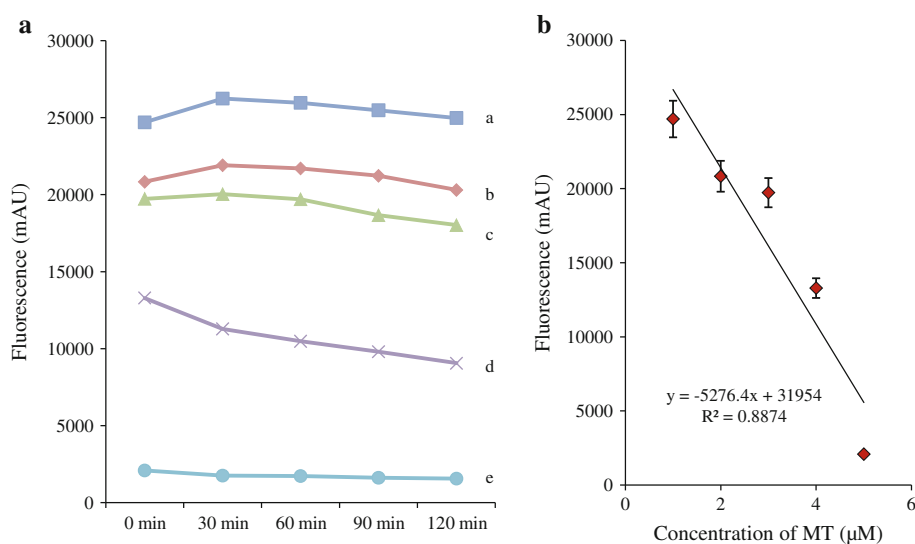 a
Fluorescence (mAU)
30000
25000
20000
15000
10000
5000
0
0 min 30 min 60 min 90 min 120 min
a
b
c
d
e
b
Fluorescence (mAU)
30000
25000
20000
15000
10000
5000
0
y = -5276.4x + 31954
R² = 0.8874
0 2 4 6
Concentration of MT (µM)